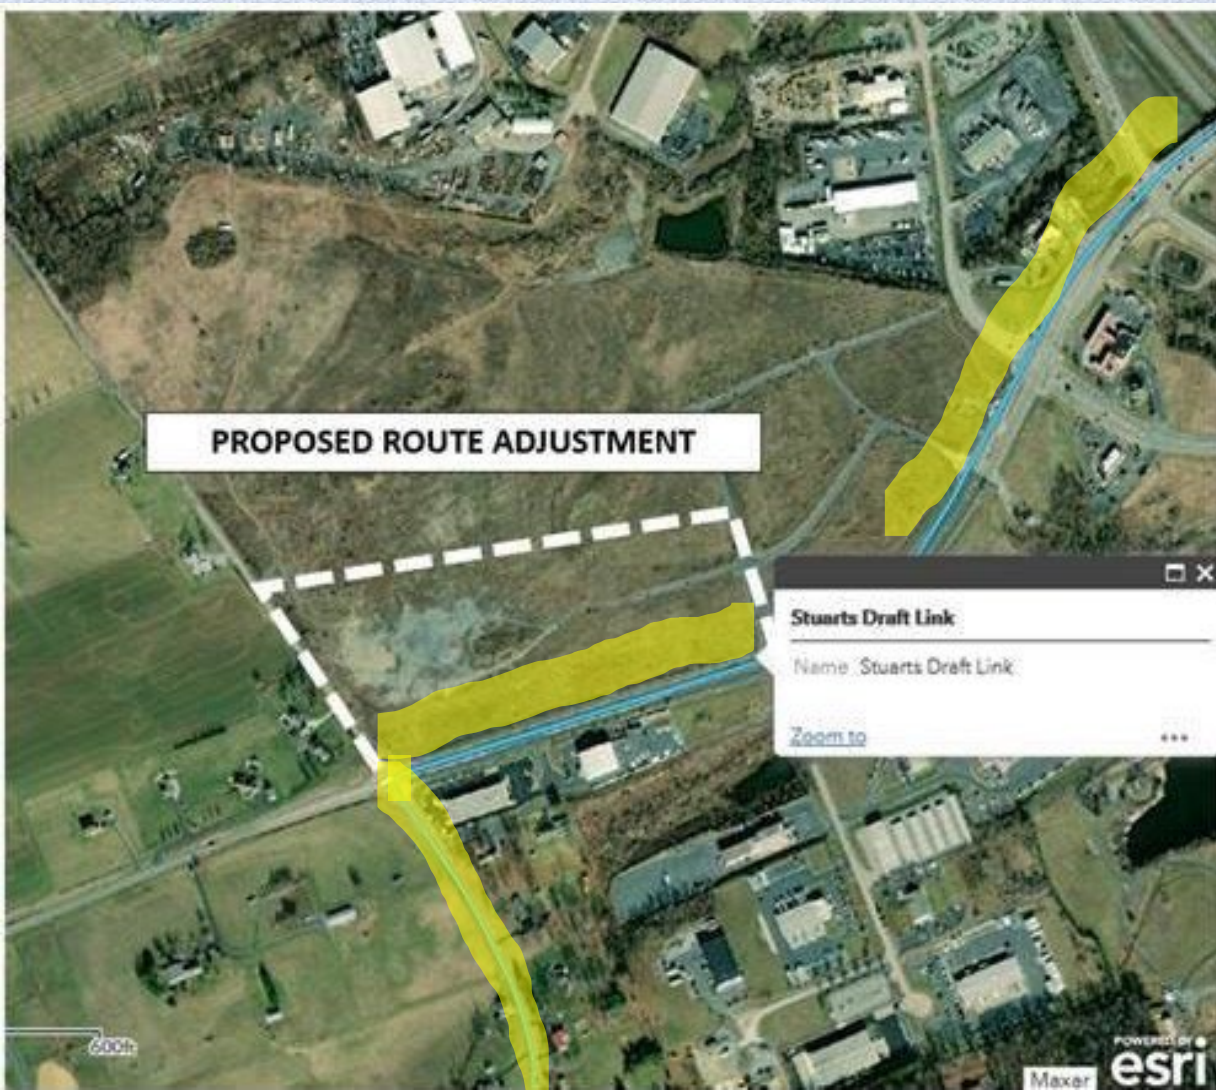 PROPOSED ROUTE ADJUSTMENT
Stuarts Draft Link
Name Stuarts Draft Link
Zoom to
600ft
Maxar
POWERED BY
esri